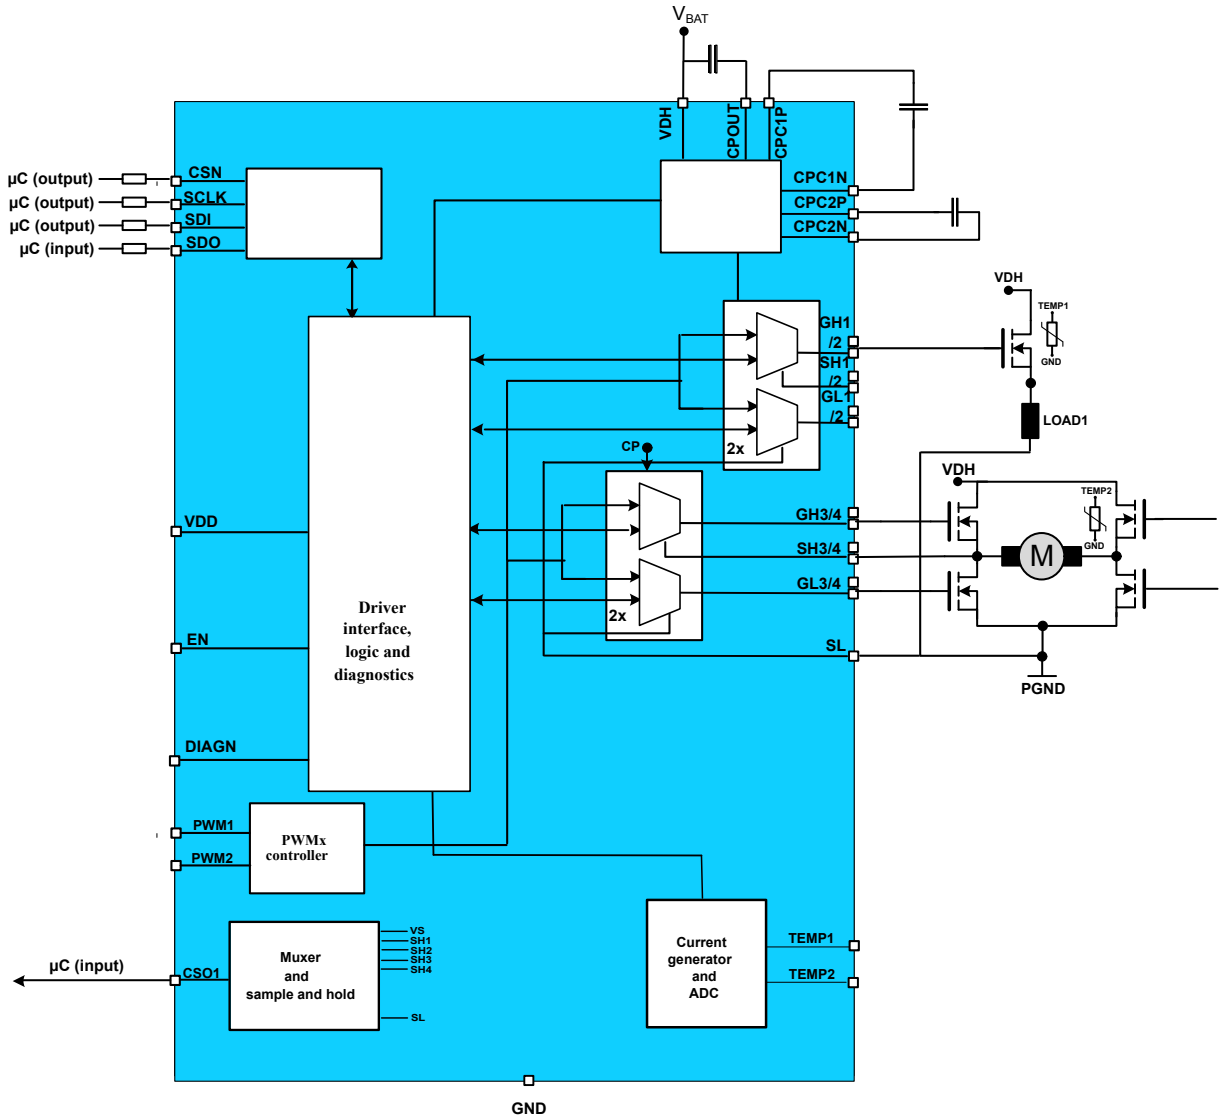 VBAT
VDH
CPOUT
CPC1P
µC (output)
CSN
µC (output)
SCLK
µC (output)
SDI
µC (input)
SDO
CPC1N
CPC2P
CPC2N
VDH
TEMP1
GND
GH1
/2
SH1
/2
GL1
/2
2x
LOAD1
CP
VDH
TEMP2
GND
GH3/4
SH3/4
GL3/4
2x
M
VDD
Driver
interface,
logic and
diagnostics
EN
SL
PGND
DIAGN
PWM1
PWM2
PWMx
controller
µC (input)
CSO1
Muxer
and
sample and hold
VS
SH1
SH2
SH3
SH4
SL
Current
generator
and
ADC
TEMP1
TEMP2
GND